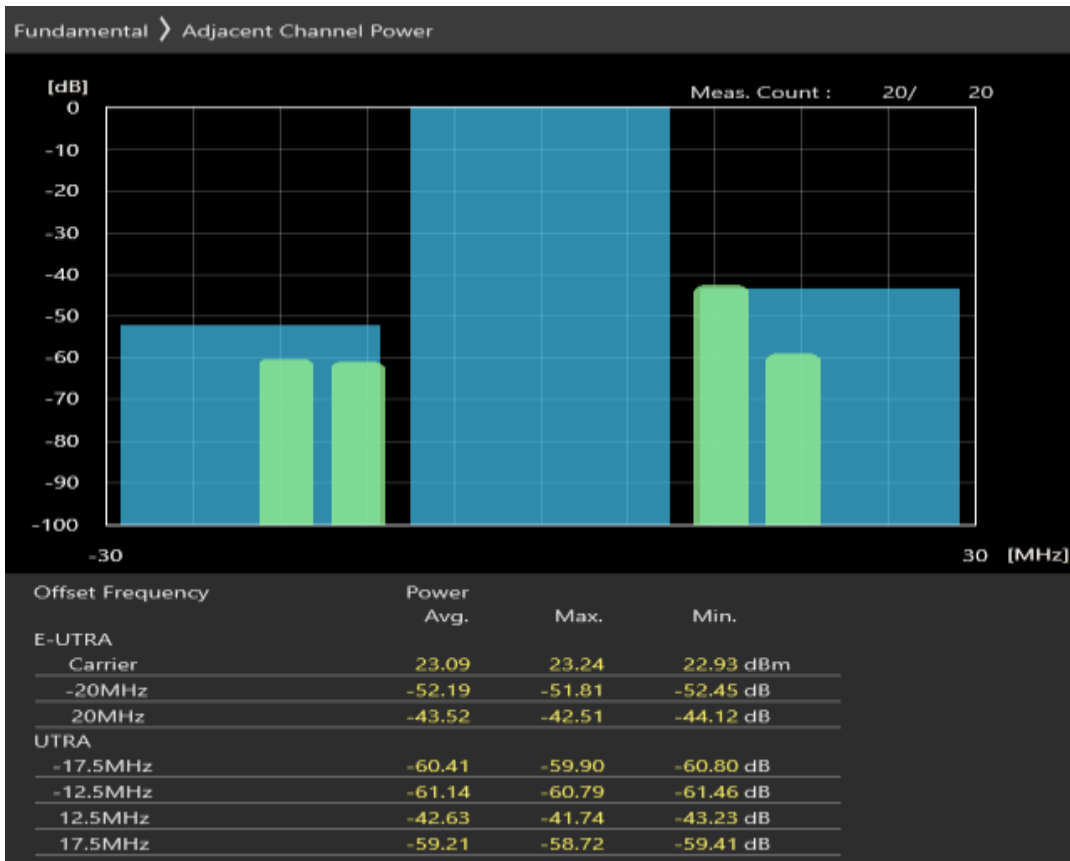 Fundamental 》 Adjacent Channel Power
[dB]
Meas. Count : 20/ 20
0
-10
-20
-30
-40
-50
-60
-70
-80
-90
-100
-30 30 [MHz]
Offset Frequency Power
Avg. Max. Min.
E-UTRA
Carrier 23.09 23.24 22.93 dBm
-20MHz -52.19 -51.81 -52.45 dB
20MHz -43.52 -42.51 -44.12 dB
UTRA
-17.5MHz -60.41 -59.90 -60.80 dB
-12.5MHz -61.14 -60.79 -61.46 dB
12.5MHz -42.63 -41.74 -43.23 dB
17.5MHz -59.21 -58.72 -59.41 dB